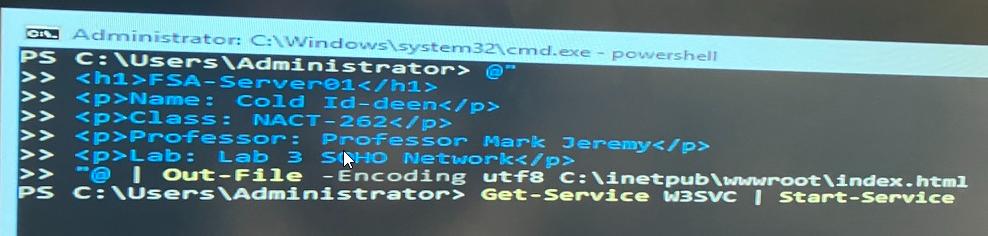 Administrator: C:\Windows\system32\cmd.exe - powershell
PS C:\Users\Administrator> @"
>> <h1>FSA-Server01</h1>
>> <p>Name: Cold Id-deen</p>
>> <p>Class: NACT-262</p>
>> <p>Professor: Professor Mark Jeremy</p>
>> <p>Lab: Lab 3 SOHO Network</p>
>> "@ | Out-File -Encoding utf8 C:\inetpub\wwwroot\index.html
PS C:\Users\Administrator> Get-Service W3SVC | Start-Service